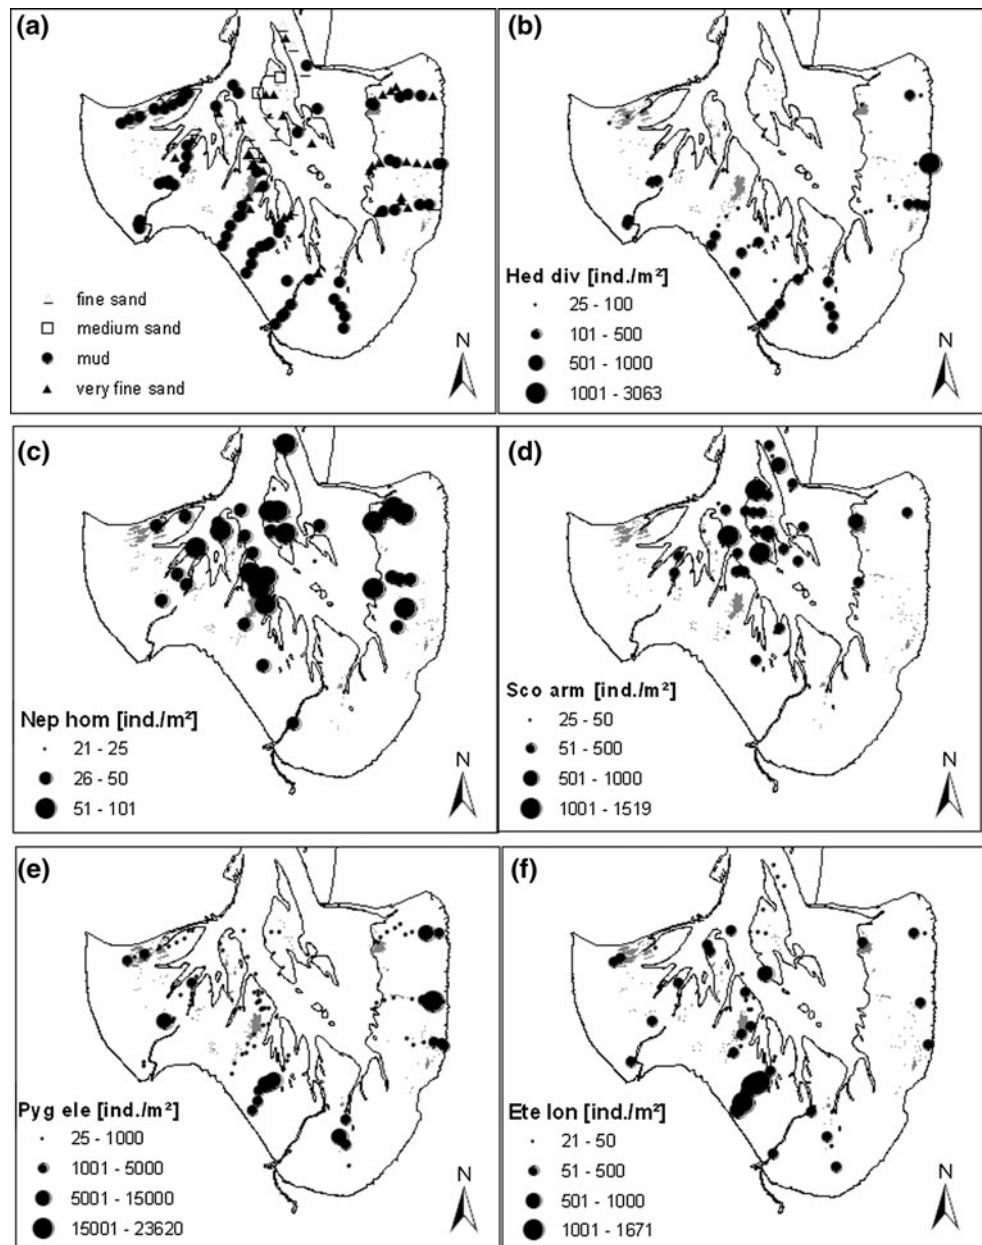 (a)
fine sand
medium sand
mud
very fine sand
N
(b)
Hed div [ind./m²]
25 - 100
101 - 500
501 - 1000
1001 - 3063
N
(c)
Nep hom [ind./m²]
21 - 25
26 - 50
51 - 101
N
(d)
Sco arm [ind./m²]
25 - 50
51 - 500
501 - 1000
1001 - 1519
N
(e)
Pyg ele [ind./m²]
25 - 1000
1001 - 5000
5001 - 15000
15001 - 23620
N
(f)
Ete lon [ind./m²]
21 - 50
51 - 500
501 - 1000
1001 - 1671
N